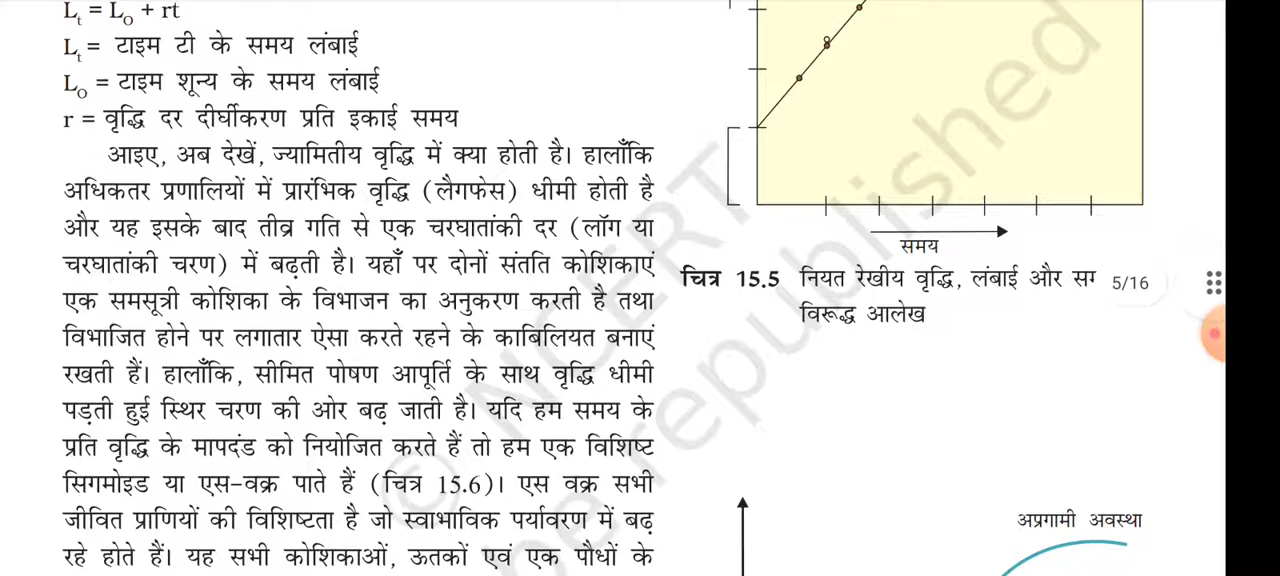 Lt = LO + rt
Lt = टाइम टी के समय लंबाई
LO = टाइम शून्य के समय लंबाई
r = वृद्धि दर दीर्घीकरण प्रति इकाई समय
आइए, अब देखें, ज्यामितीय वृद्धि में क्या होती है। हालाँकि
अधिकतर प्रणालियों में प्रारंभिक वृद्धि (लैगफेस) धीमी होती है
और यह इसके बाद तीव्र गति से एक चरघातांकी दर (लॉग या
चरघातांकी चरण) में बढ़ती है। यहाँ पर दोनों संतति कोशिकाएं
एक समसूत्री कोशिका के विभाजन का अनुकरण करती है तथा
विभाजित होने पर लगातार ऐसा करते रहने के काबिलियत बनाएं
रखती हैं। हालाँकि, सीमित पोषण आपूर्ति के साथ वृद्धि धीमी
पड़ती हुई स्थिर चरण की ओर बढ़ जाती है। यदि हम समय के
प्रति वृद्धि के मापदंड को नियोजित करते हैं तो हम एक विशिष्ट
सिगमोइड या एस-वक्र पाते हैं (चित्र 15.6)। एस वक्र सभी
जीवित प्राणियों की विशिष्टता है जो स्वाभाविक पर्यावरण में बढ़
रहे होते हैं। यह सभी कोशिकाओं, ऊतकों एवं एक पौधों के
समय
चित्र 15.5 नियत रेखीय वृद्धि, लंबाई और
विरूद्ध आलेख
5/16
अप्रगामी अवस्था
© NCERT
be republished